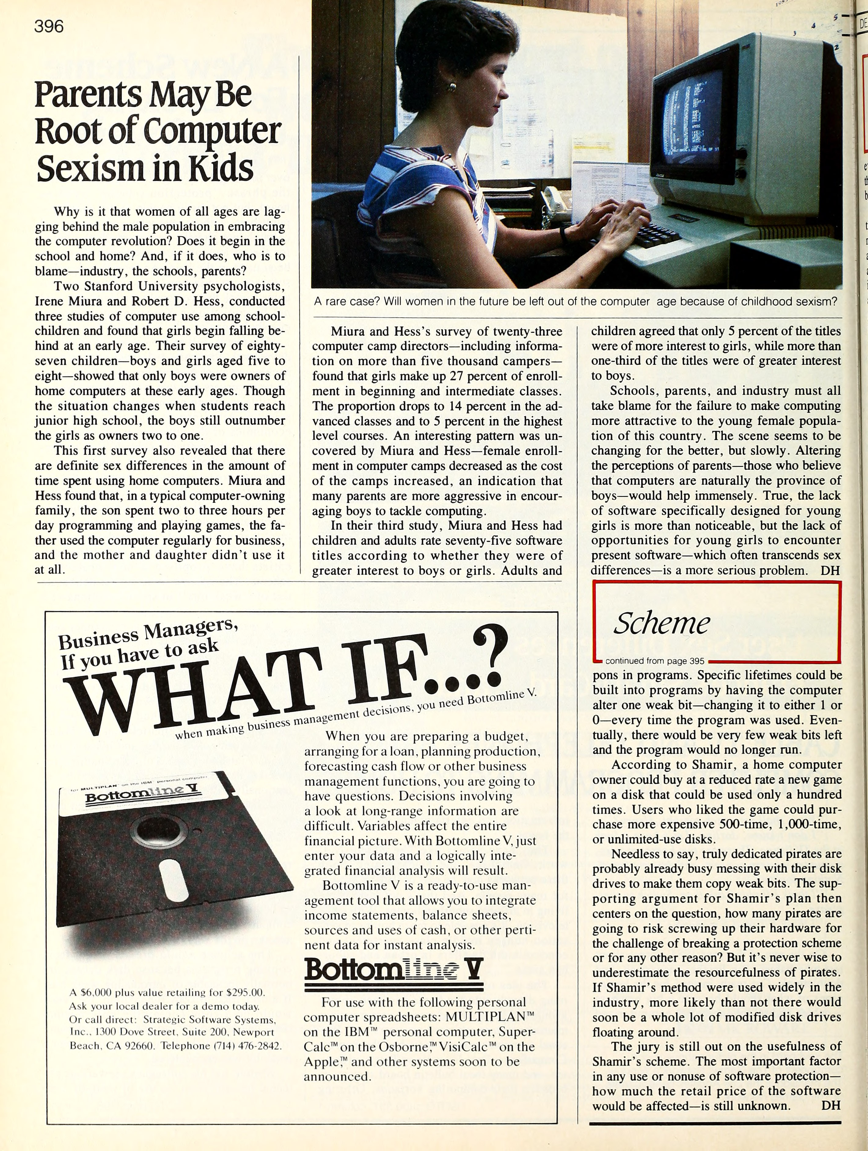 396
Parents May Be
Root of Computer
Sexism in Kids
Why is it that women of all ages are lag-
ging behind the male population in embracing
the computer revolution? Does it begin in the
school and home? And, if it does, who is to
blame—industry, the schools, parents?
Two Stanford University psychologists,
Irene Miura and Robert D. Hess, conducted
three studies of computer use among school-
children and found that girls begin falling be-
hind at an early age. Their survey of eighty-
seven children—boys and girls aged five to
eight—showed that only boys were owners of
home computers at these early ages. Though
the situation changes when students reach
junior high school, the boys still outnumber
the girls as owners two to one.
This first survey also revealed that there
are definite sex differences in the amount of
time spent using home computers. Miura and
Hess found that, in a typical computer-owning
family, the son spent two to three hours per
day programming and playing games, the fa-
ther used the computer regularly for business,
and the mother and daughter didn't use it
at all.
A rare case? Will women in the future be left out of the computer age because of childhood sexism?
Miura and Hess's survey of twenty-three
computer camp directors—including informa-
tion on more than five thousand campers—
found that girls make up 27 percent of enroll-
ment in beginning and intermediate classes.
The proportion drops to 14 percent in the ad-
vanced classes and to 5 percent in the highest
level courses. An interesting pattern was un-
covered by Miura and Hess—female enroll-
ment in computer camps decreased as the cost
of the camps increased, an indication that
many parents are more aggressive in encour-
aging boys to tackle computing.
In their third study, Miura and Hess had
children and adults rate seventy-five software
titles according to whether they were of
greater interest to boys or girls. Adults and
children agreed that only 5 percent of the titles
were of more interest to girls, while more than
one-third of the titles were of greater interest
to boys.
Schools, parents, and industry must all
take blame for the failure to make computing
more attractive to the young female popula-
tion of this country. The scene seems to be
changing for the better, but slowly. Altering
the perceptions of parents—those who believe
that computers are naturally the province of
boys—would help immensely. True, the lack
of software specifically designed for young
girls is more than noticeable, but the lack of
opportunities for young girls to encounter
present software—which often transcends sex
differences—is a more serious problem. DH
Scheme
continued from page 395
pons in programs. Specific lifetimes could be
built into programs by having the computer
alter one weak bit—changing it to either 1 or
0—every time the program was used. Even-
tually, there would be very few weak bits left
and the program would no longer run.
According to Shamir, a home computer
owner could buy at a reduced rate a new game
on a disk that could be used only a hundred
times. Users who liked the game could pur-
chase more expensive 500-time, 1,000-time,
or unlimited-use disks.
Needless to say, truly dedicated pirates are
probably already busy messing with their disk
drives to make them copy weak bits. The sup-
porting argument for Shamir's plan then
centers on the question, how many pirates are
going to risk screwing up their hardware for
the challenge of breaking a protection scheme
or for any other reason? But it's never wise to
underestimate the resourcefulness of pirates.
If Shamir's method were used widely in the
industry, more likely than not there would
soon be a whole lot of modified disk drives
floating around.
The jury is still out on the usefulness of
Shamir's scheme. The most important factor
in any use or nonuse of software protection—
how much the retail price of the software
would be affected—is still unknown. DH
Business Managers,
If you have to ask
WHAT IF...?
when making business management decisions, you need Bottomline V.
When you are preparing a budget,
arranging for a loan, planning production,
forecasting cash flow or other business
management functions, you are going to
have questions. Decisions involving
a look at long-range information are
difficult. Variables affect the entire
financial picture. With Bottomline V, just
enter your data and a logically inte-
grated financial analysis will result.
Bottomline V is a ready-to-use man-
agement tool that allows you to integrate
income statements, balance sheets,
sources and uses of cash, or other perti-
nent data for instant analysis.
Bottomline V
For use with the following personal
computer spreadsheets: MULTIPLAN™
on the IBM™ personal computer, Super-
Calc™ on the Osborne,™ VisiCalc™ on the
Apple,™ and other systems soon to be
announced.
Bottomline V
A $6,000 plus value retailing for $295.00.
Ask your local dealer for a demo today.
Or call direct: Strategic Software Systems,
Inc., 1300 Dove Street, Suite 200, Newport
Beach, CA 92660. Telephone (714) 476-2842.